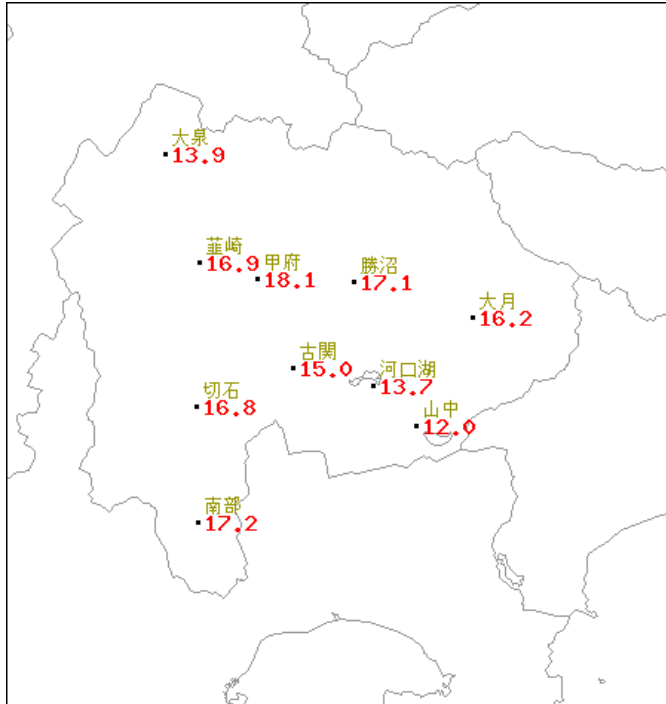 大泉
13.9
韮崎
16.9
甲府
18.1
勝沼
17.1
大月
16.2
古関
15.0
河口湖
13.7
切石
16.8
山中
12.0
南部
17.2